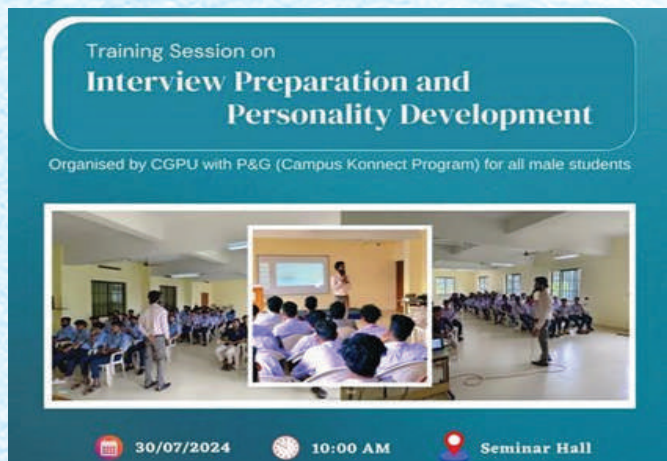 Training Session on
Interview Preparation and
Personality Development
Organised by CGPU with P&G (Campus Konnect Program) for all male students
30/07/2024 10:00 AM Seminar Hall